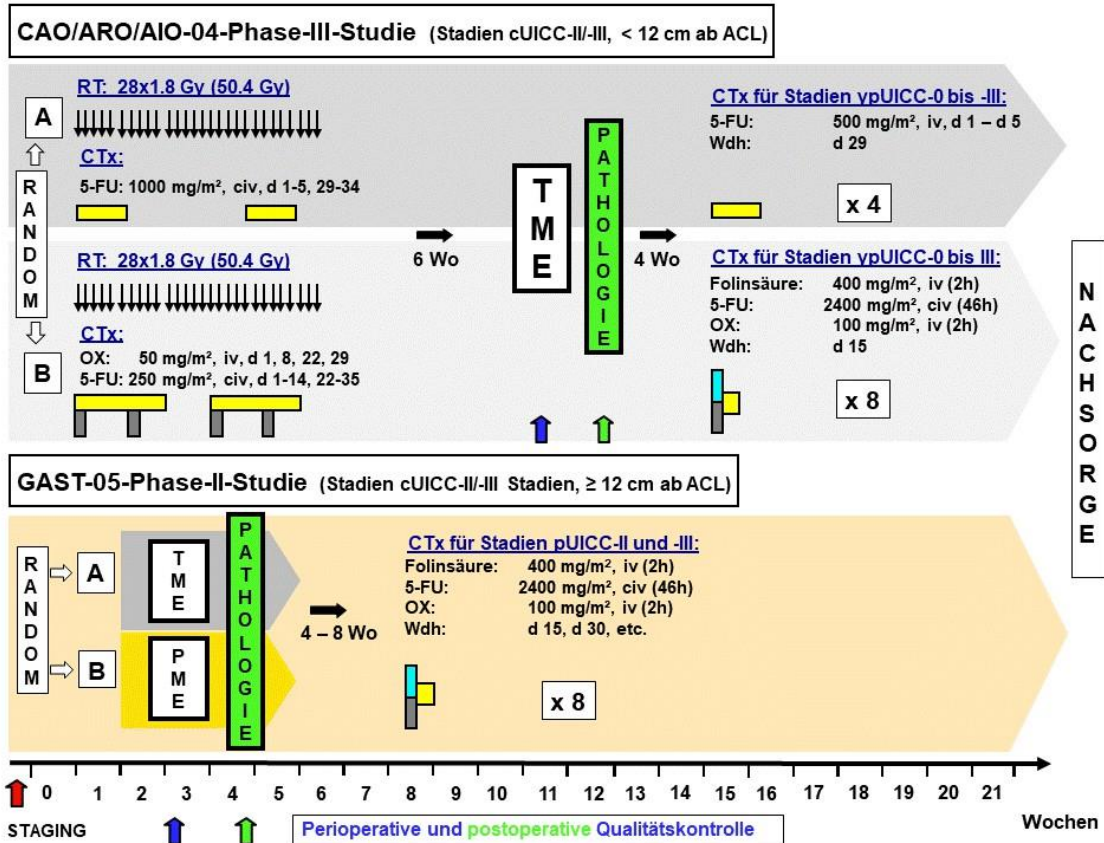 CAO/ARO/AIO-04-Phase-III-Studie (Stadien cUICC-II/-III, < 12 cm ab ACL)
RANDOM
A
RT: 28x1.8 Gy (50.4 Gy)
CTx:
5-FU: 1000 mg/m², civ, d 1-5, 29-34
B
RT: 28x1.8 Gy (50.4 Gy)
CTx:
OX: 50 mg/m², iv, d 1, 8, 22, 29
5-FU: 250 mg/m², civ, d 1-14, 22-35
6 Wo
TME
PATHOLOGIE
4 Wo
CTx für Stadien ypUICC-0 bis -III:
5-FU: 500 mg/m², iv, d 1 – d 5
Wdh: d 29
x 4
CTx für Stadien ypUICC-0 bis III:
Folinsäure: 400 mg/m², iv (2h)
5-FU: 2400 mg/m², civ (46h)
OX: 100 mg/m², iv (2h)
Wdh: d 15
x 8
NACHSORGE
GAST-05-Phase-II-Studie (Stadien cUICC-II/-III Stadien, ≥ 12 cm ab ACL)
RANDOM
A
TME
B
PME
PATHOLOGIE
4 – 8 Wo
CTx für Stadien pUICC-II und -III:
Folinsäure: 400 mg/m², iv (2h)
5-FU: 2400 mg/m², civ (46h)
OX: 100 mg/m², iv (2h)
Wdh: d 15, d 30, etc.
x 8
0 1 2 3 4 5 6 7 8 9 10 11 12 13 14 15 16 17 18 19 20 21
STAGING
Perioperative und postoperative Qualitätskontrolle
Wochen